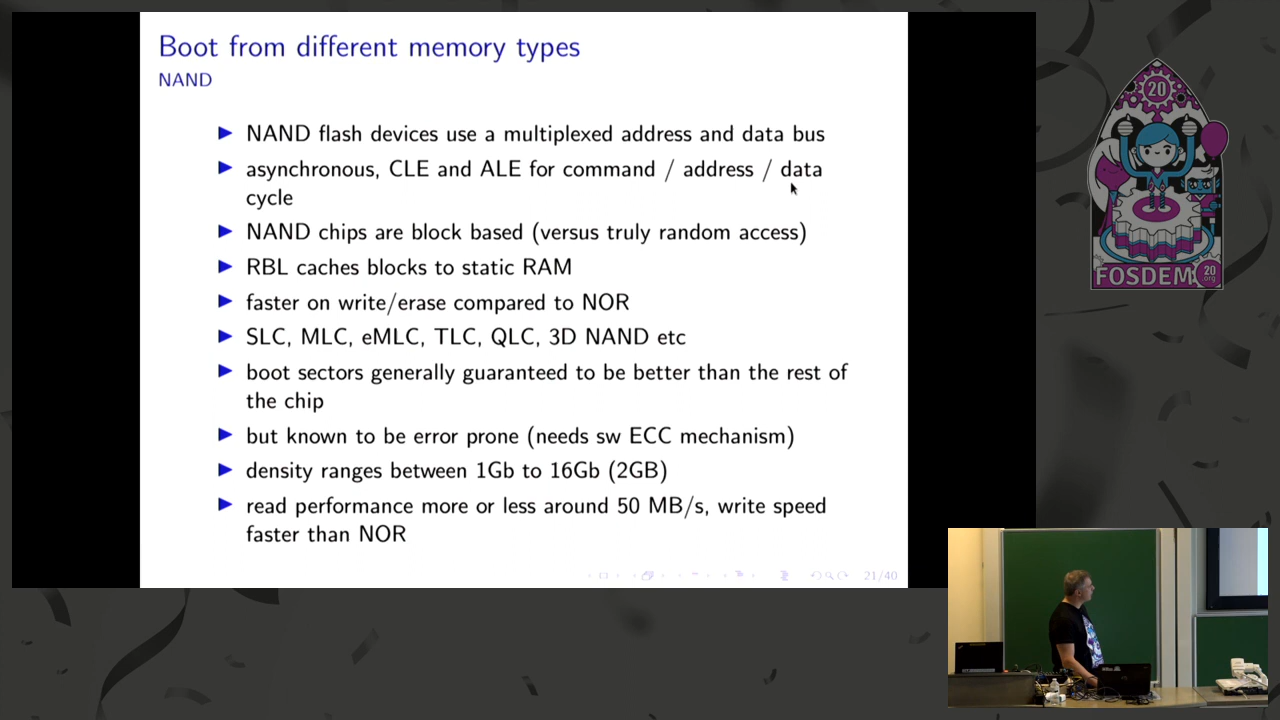 Boot from different memory types
NAND
NAND flash devices use a multiplexed address and data bus
asynchronous, CLE and ALE for command / address / data
cycle
NAND chips are block based (versus truly random access)
RBL caches blocks to static RAM
faster on write/erase compared to NOR
SLC, MLC, eMLC, TLC, QLC, 3D NAND etc
boot sectors generally guaranteed to be better than the rest of
the chip
but known to be error prone (needs sw ECC mechanism)
density ranges between 1Gb to 16Gb (2GB)
read performance more or less around 50 MB/s, write speed
faster than NOR
21/40
20
FOSDEM
20
.org